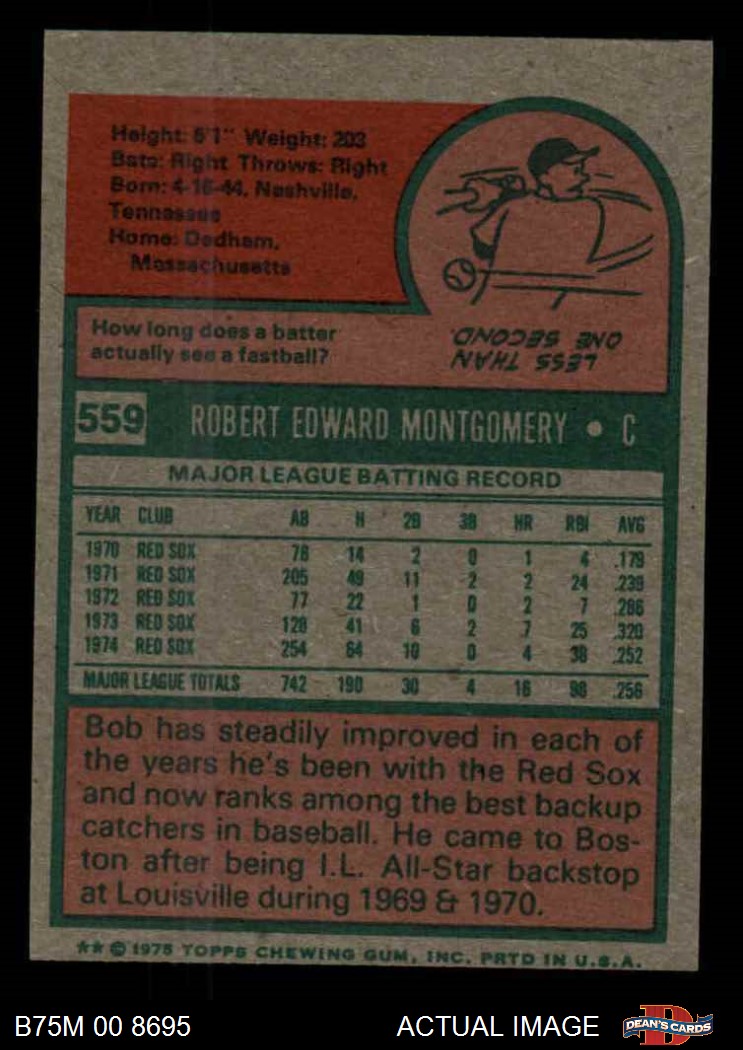 Height: 6'1" Weight: 203
Bats: Right Throws: Right
Born: 4-16-44, Nashville,
Tennessee
Home: Dedham,
Massachusetts
How long does a batter
actually see a fastball?
LESS THAN
ONE SECOND.
559 ROBERT EDWARD MONTGOMERY • C
MAJOR LEAGUE BATTING RECORD
YEAR CLUB AB H 2B 3B HR RBI AVG
1970 RED SOX 78 14 2 0 1 4 .179
1971 RED SOX 205 49 11 2 2 24 .239
1972 RED SOX 77 22 1 0 2 7 .286
1973 RED SOX 128 41 6 2 7 25 .320
1974 RED SOX 254 64 10 0 4 38 .252
MAJOR LEAGUE TOTALS 742 190 30 4 16 98 .256
Bob has steadily improved in each of
the years he's been with the Red Sox
and now ranks among the best backup
catchers in baseball. He came to Bos-
ton after being I.L. All-Star backstop
at Louisville during 1969 & 1970.
** © 1975 TOPPS CHEWING GUM, INC. PRTD IN U.S.A.
B75M 00 8695 ACTUAL IMAGE D DEAN'S CARDS